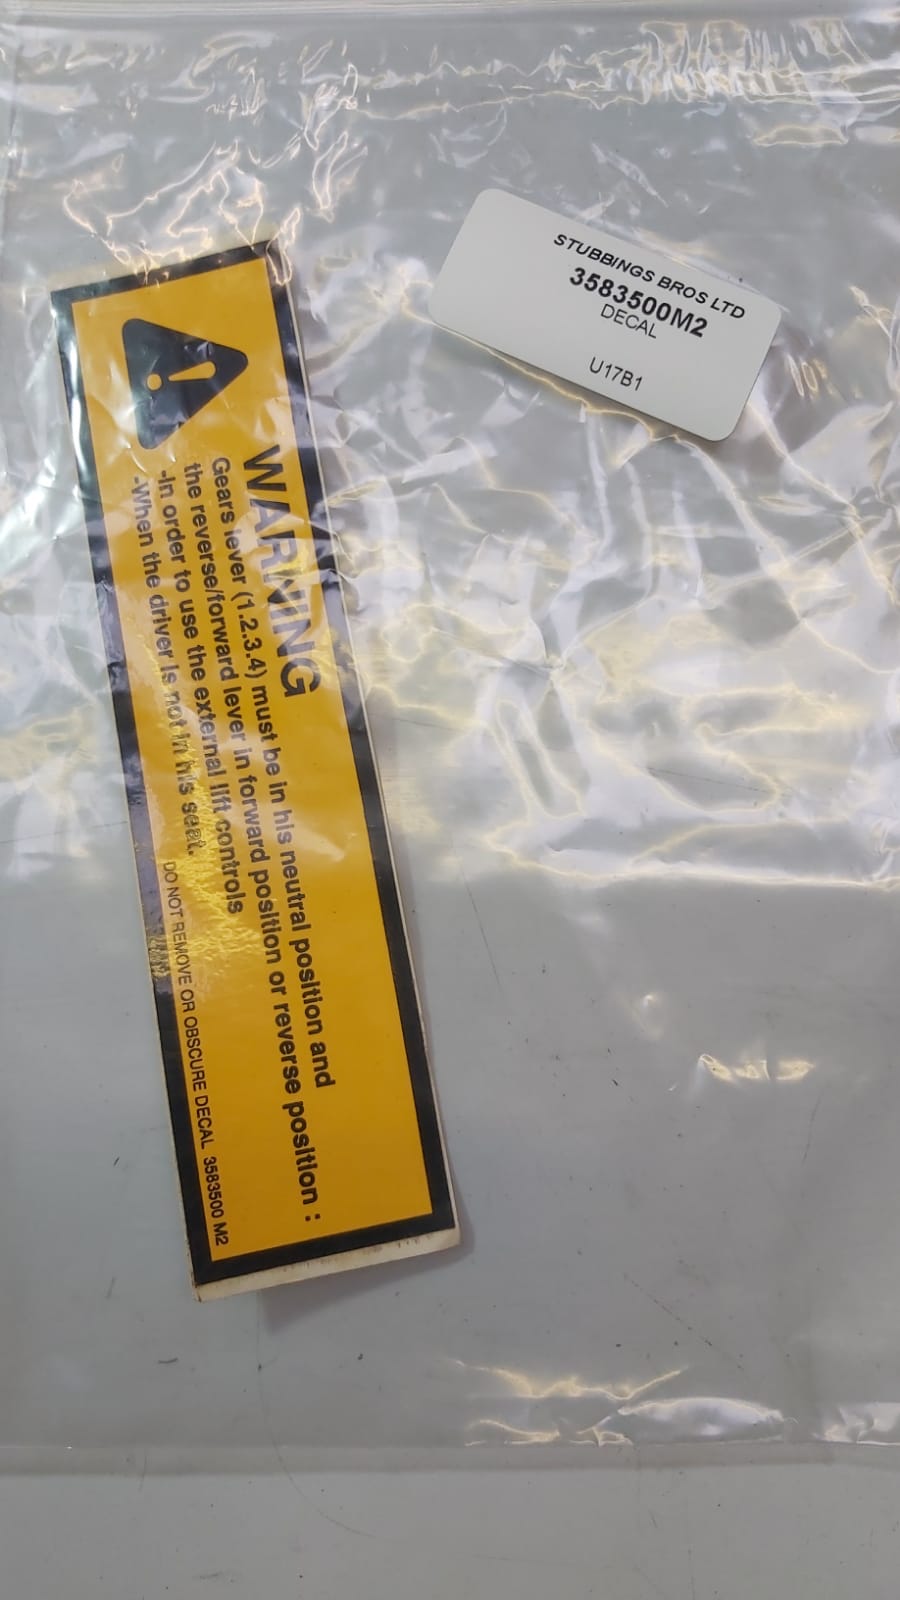 STUBBINGS BROS LTD
3583500M2
DECAL
U17B1
WARNING
Gears lever (1.2.3.4) must be in his neutral position and
the reverse/forward lever in forward position or reverse position :
-In order to use the external lift controls
-When the driver is not in his seat.
DO NOT REMOVE OR OBSCURE DECAL 3583500 M2